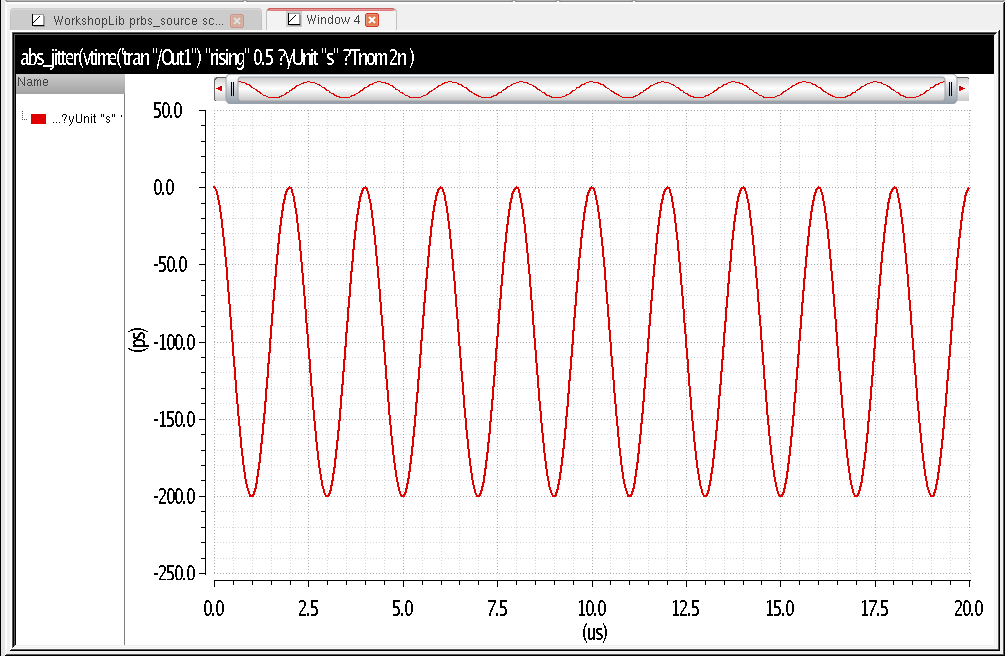 WorkshopLib prbs_source sc...
Window 4
abs_jitter(vtime('tran "/Out1") "rising" 0.5 ?yUnit "s" ?Tnom 2n )
Name
...?yUnit "s" '
50.0
0.0
-50.0
-100.0
-150.0
-200.0
-250.0
(ps)
0.0 2.5 5.0 7.5 10.0 12.5 15.0 17.5 20.0
(us)